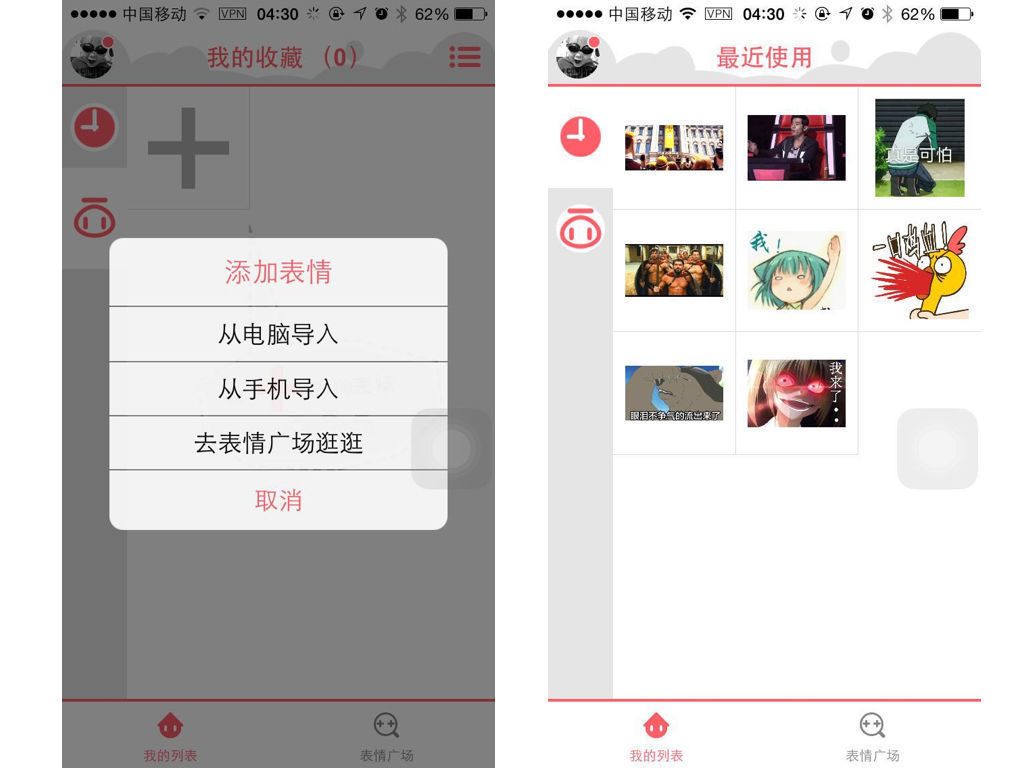 中国移动 VPN 04:30 62%
我的收藏 (0)
添加表情
从电脑导入
从手机导入
去表情广场逛逛
取消
我的列表
表情广场
中国移动 VPN 04:30 62%
最近使用
真是可怕
我!
一口鸡血!
眼泪不争气的流出来了
我来了:
我的列表
表情广场